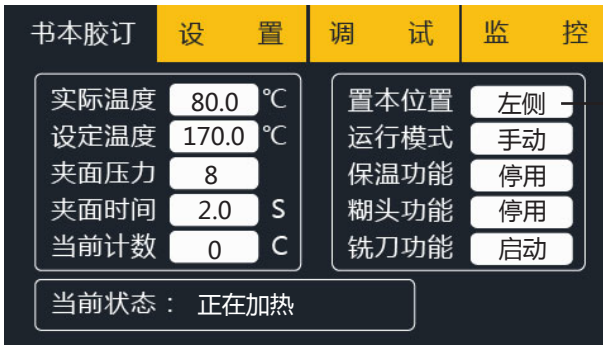 书本胶订 设 置 调 试 监 控
实际温度 80.0 ℃
设定温度 170.0 ℃
夹面压力 8
夹面时间 2.0 S
当前计数 0 C
置本位置 左侧
运行模式 手动
保温功能 停用
糊头功能 停用
铣刀功能 启动
当前状态： 正在加热